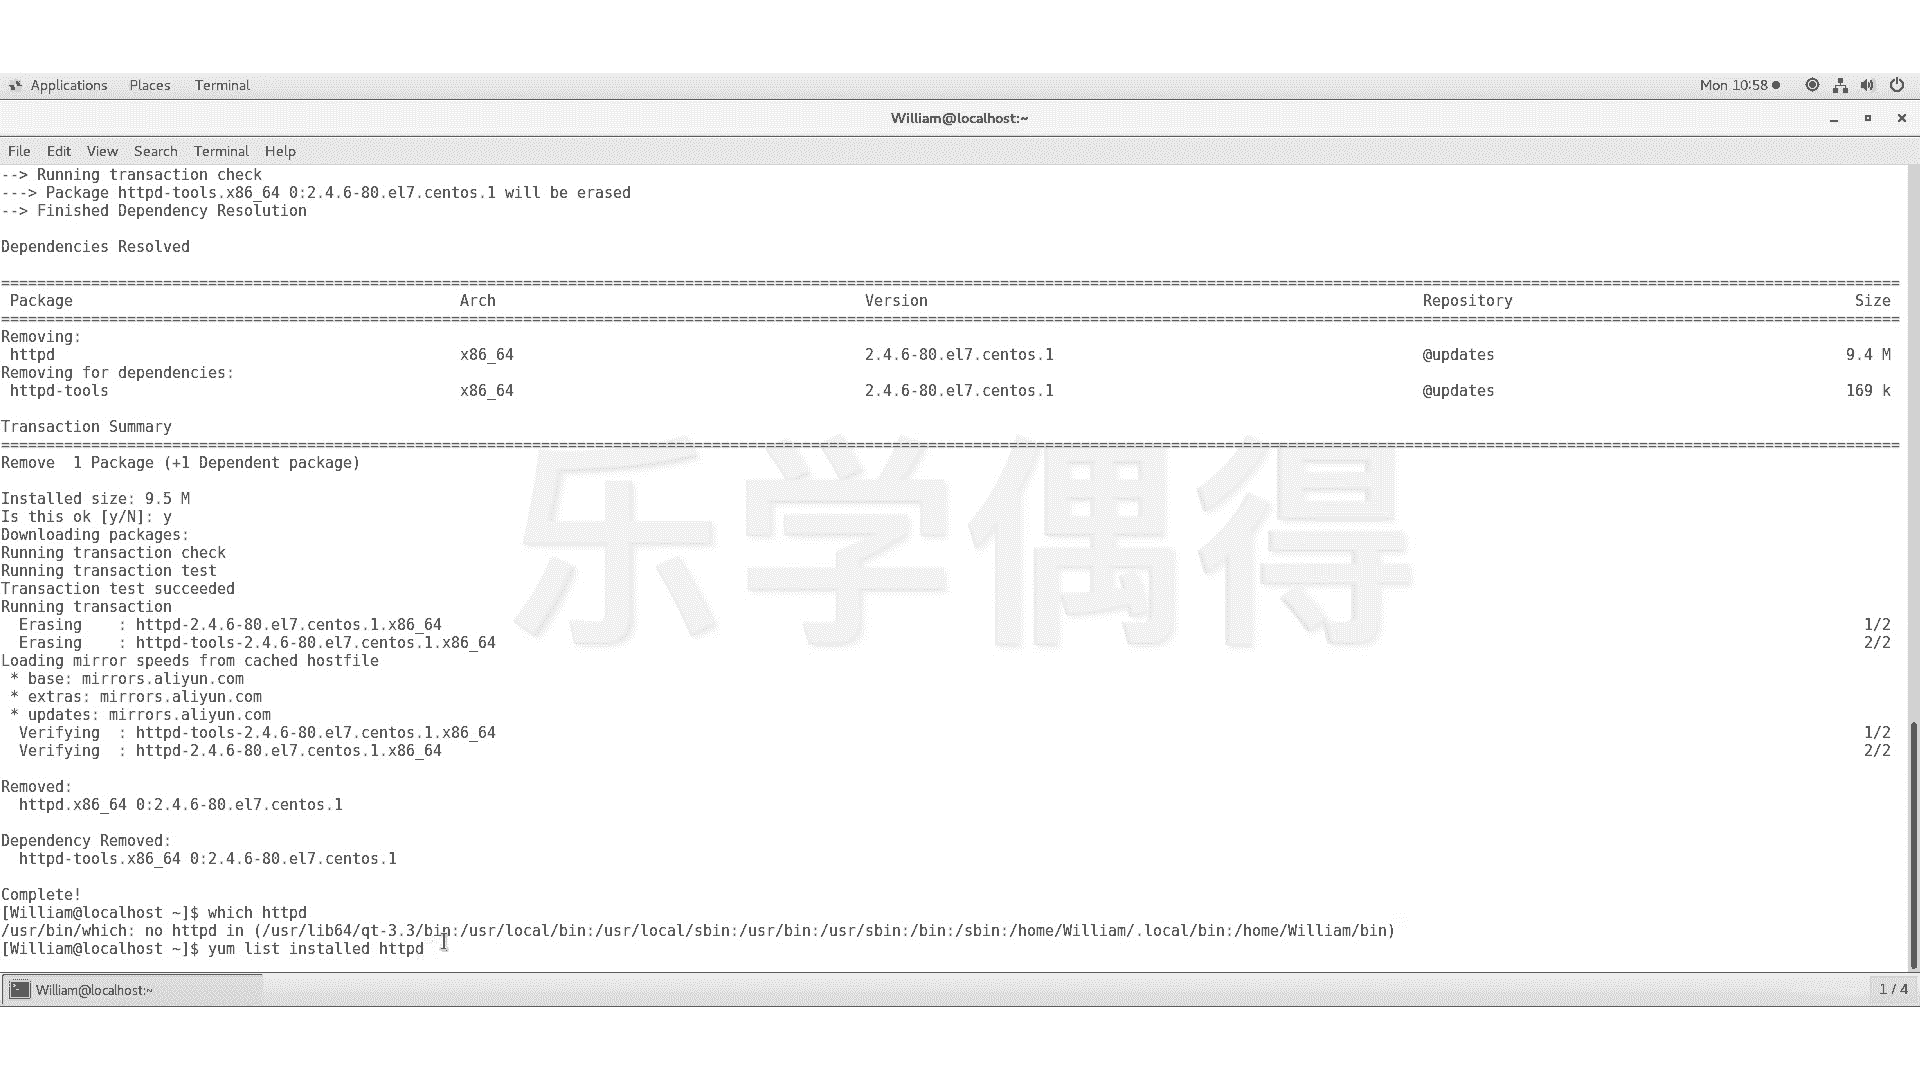 Applications Places Terminal Mon 10:58
William@localhost:~
File Edit View Search Terminal Help
--> Running transaction check
---> Package httpd-tools.x86_64 0:2.4.6-80.el7.centos.1 will be erased
--> Finished Dependency Resolution
Dependencies Resolved
================================================================================
Package Arch Version Repository Size
================================================================================
Removing:
httpd x86_64 2.4.6-80.el7.centos.1 @updates 9.4 M
Removing for dependencies:
httpd-tools x86_64 2.4.6-80.el7.centos.1 @updates 169 k
Transaction Summary
================================================================================
Remove  1 Package (+1 Dependent package)
Installed size: 9.5 M
Is this ok [y/N]: y
Downloading packages:
Running transaction check
Running transaction test
Transaction test succeeded
Running transaction
Erasing    : httpd-2.4.6-80.el7.centos.1.x86_64 1/2
Erasing    : httpd-tools-2.4.6-80.el7.centos.1.x86_64 2/2
Loading mirror speeds from cached hostfile
* base: mirrors.aliyun.com
* extras: mirrors.aliyun.com
* updates: mirrors.aliyun.com
Verifying  : httpd-tools-2.4.6-80.el7.centos.1.x86_64 1/2
Verifying  : httpd-2.4.6-80.el7.centos.1.x86_64 2/2
Removed:
httpd.x86_64 0:2.4.6-80.el7.centos.1
Dependency Removed:
httpd-tools.x86_64 0:2.4.6-80.el7.centos.1
Complete!
[William@localhost ~]$ which httpd
/usr/bin/which: no httpd in (/usr/lib64/qt-3.3/bin:/usr/local/bin:/usr/local/sbin:/usr/bin:/usr/sbin:/bin:/sbin:/home/William/.local/bin:/home/William/bin)
[William@localhost ~]$ yum list installed httpd
William@localhost:~ 1 / 4
乐学偶得